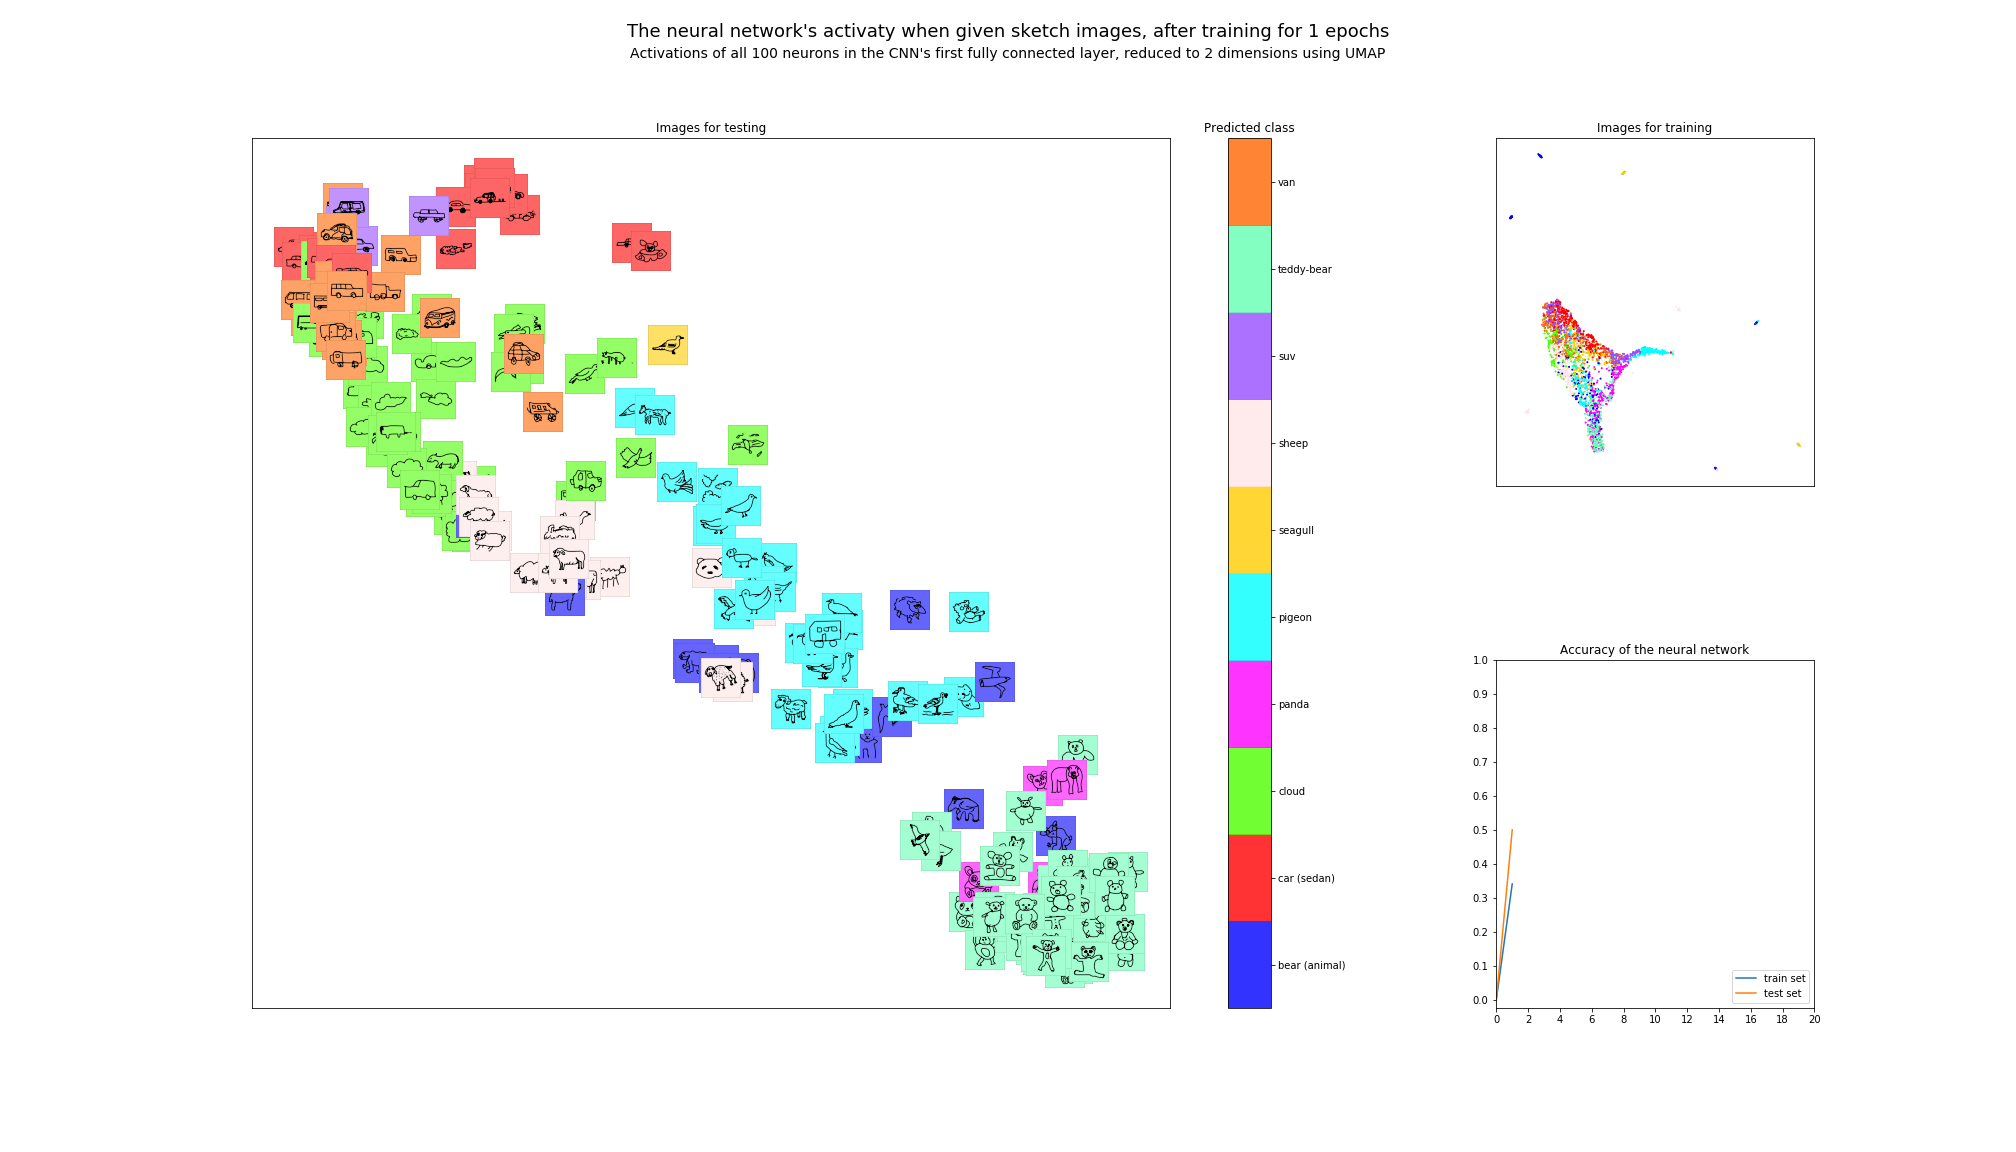 The neural network's activaty when given sketch images, after training for 1 epochs
Activations of all 100 neurons in the CNN's first fully connected layer, reduced to 2 dimensions using UMAP
Images for testing
Predicted class
van
teddy-bear
suv
sheep
seagull
pigeon
panda
cloud
car (sedan)
bear (animal)
Images for training
Accuracy of the neural network
1.0
0.9
0.8
0.7
0.6
0.5
0.4
0.3
0.2
0.1
0.0
train set
test set
0 2 4 6 8 10 12 14 16 18 20